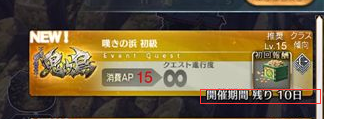 NEW!
嘆きの浜 初級
Event Quest
推奨 クラス
Lv.15 傾向
鬼ヶ島
クエスト進行度
消費AP 15 ∞
初回報酬
開催期間 残り 10日